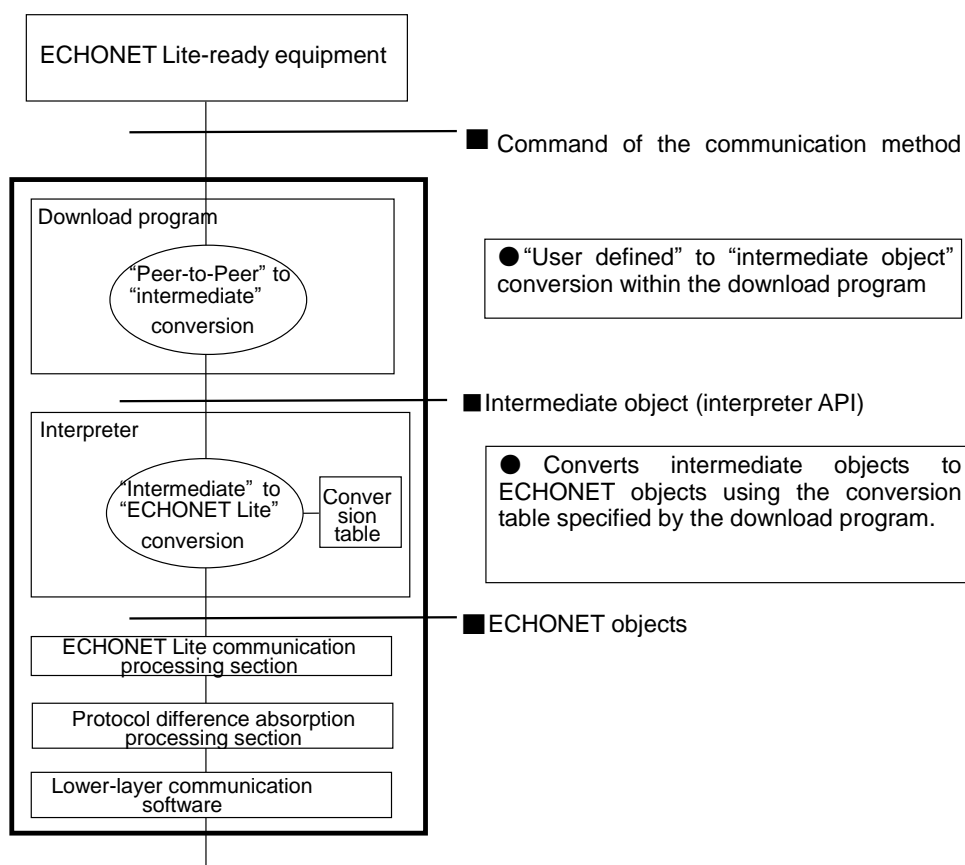 ECHONET Lite-ready equipment
■ Command of the communication method
Download program
“Peer-to-Peer” to
“intermediate”
conversion
● “User defined” to “intermediate object”
conversion within the download program
■ Intermediate object (interpreter API)
Interpreter
“Intermediate” to
“ECHONET Lite”
conversion
Conver
sion
table
● Converts intermediate objects to
ECHONET objects using the conversion
table specified by the download program.
■ ECHONET objects
ECHONET Lite communication
processing section
Protocol difference absorption
processing section
Lower-layer communication
software